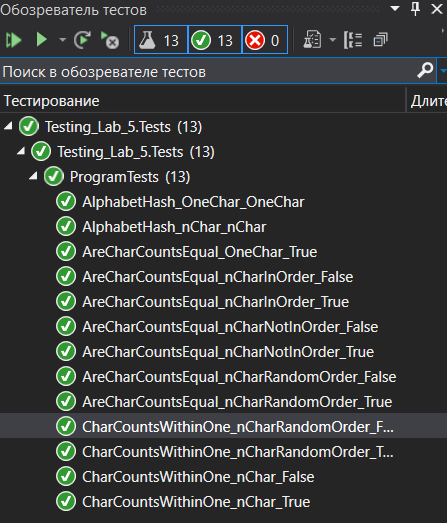 Обозреватель тестов
13 13 0
Поиск в обозревателе тестов
Тестирование Длите
Testing_Lab_5.Tests (13)
Testing_Lab_5.Tests (13)
ProgramTests (13)
AlphabetHash_OneChar_OneChar
AlphabetHash_nChar_nChar
AreCharCountsEqual_OneChar_True
AreCharCountsEqual_nCharInOrder_False
AreCharCountsEqual_nCharInOrder_True
AreCharCountsEqual_nCharNotInOrder_False
AreCharCountsEqual_nCharNotInOrder_True
AreCharCountsEqual_nCharRandomOrder_False
AreCharCountsEqual_nCharRandomOrder_True
CharCountsWithinOne_nCharRandomOrder_F...
CharCountsWithinOne_nCharRandomOrder_T...
CharCountsWithinOne_nChar_False
CharCountsWithinOne_nChar_True